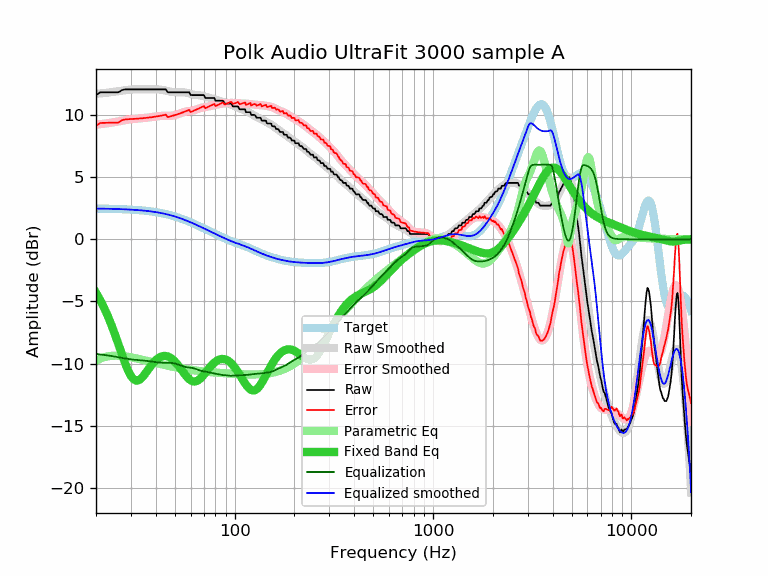 Polk Audio UltraFit 3000 sample A
10
5
0
−5
−10
−15
−20
Amplitude (dBr)
Target
Raw Smoothed
Error Smoothed
Raw
Error
Parametric Eq
Fixed Band Eq
Equalization
Equalized smoothed
100
1000
10000
Frequency (Hz)